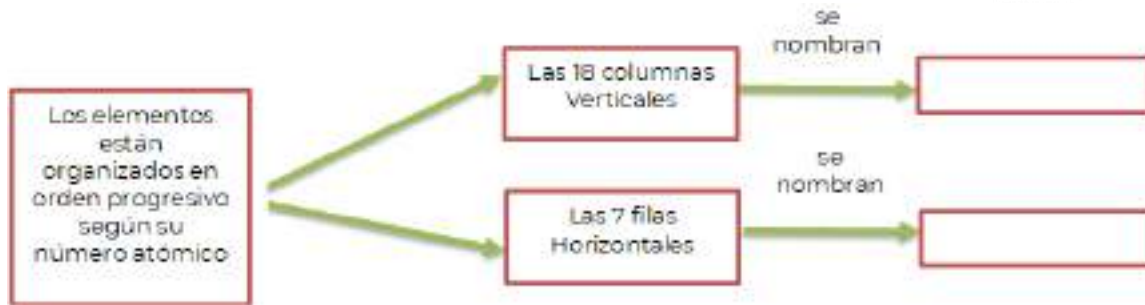 Los elementos
están
organizados en
orden progresivo
según su
número atómico
Las 18 columnas
Verticales
se
nombran
Las 7 filas
Horizontales
se
nombran